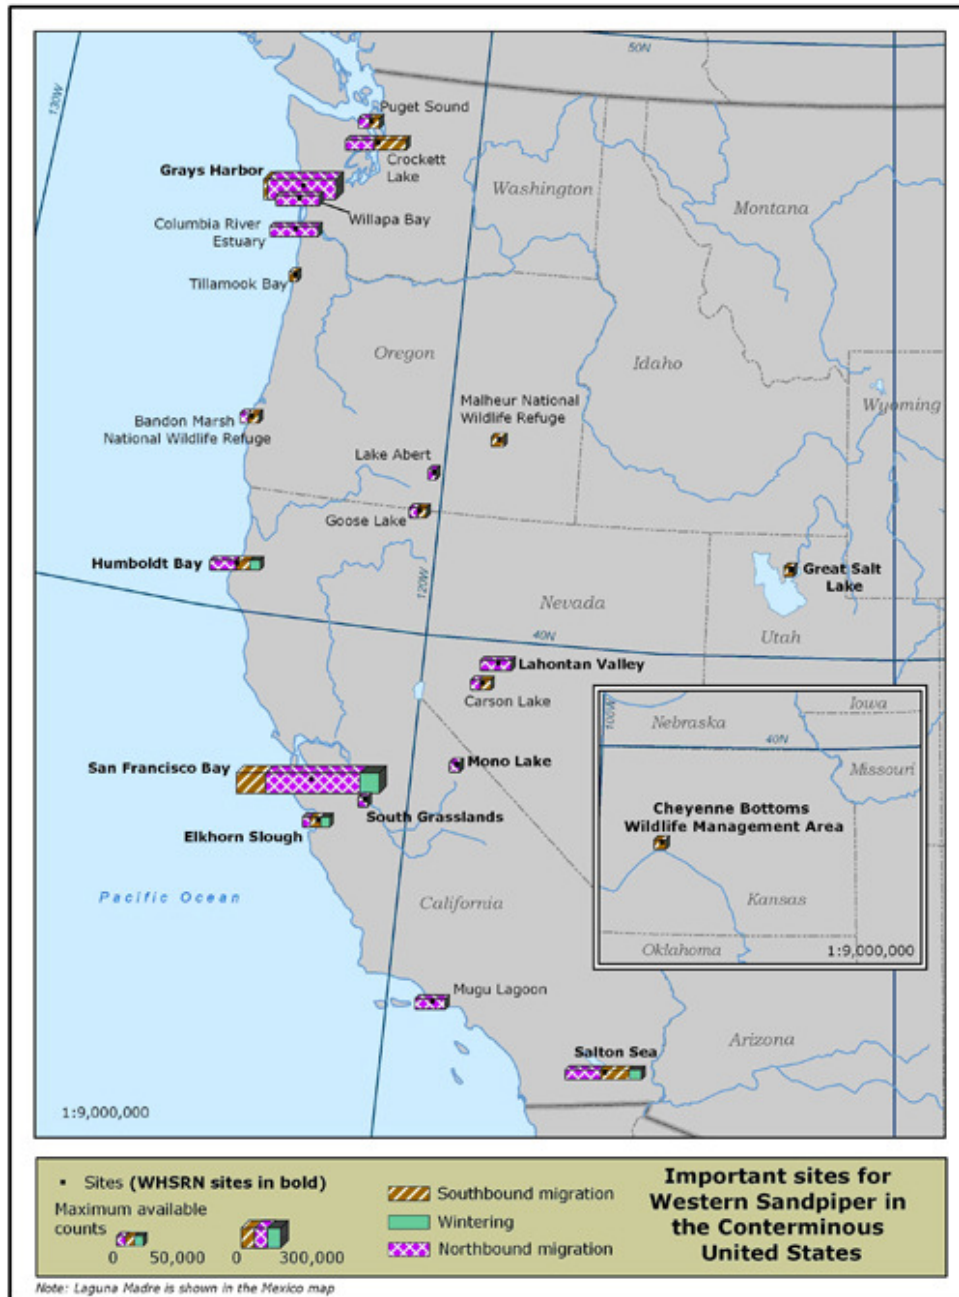 50N
130W
Puget Sound
Crockett
Lake
Grays Harbor
Washington
Montana
Willapa Bay
Columbia River
Estuary
Tillamook Bay
Oregon
Idaho
Wyoming
Malheur National
Wildlife Refuge
Bandon Marsh
National Wildlife Refuge
Lake Abert
Goose Lake
Humboldt Bay
120W
Great Salt
Lake
Nevada
Utah
40N
Lahontan Valley
Carson Lake
100W
Nebraska
Iowa
40N
Missouri
San Francisco Bay
Mono Lake
South Grasslands
Elkhorn Slough
Cheyenne Bottoms
Wildlife Management Area
Pacific Ocean
California
Kansas
Oklahoma
1:9,000,000
Mugu Lagoon
Arizona
Salton Sea
1:9,000,000
Sites (WHSRN sites in bold)
Maximum available
counts
0 50,000
0 300,000
Southbound migration
Wintering
Northbound migration
Important sites for
Western Sandpiper in
the Conterminous
United States
Note: Laguna Madre is shown in the Mexico map